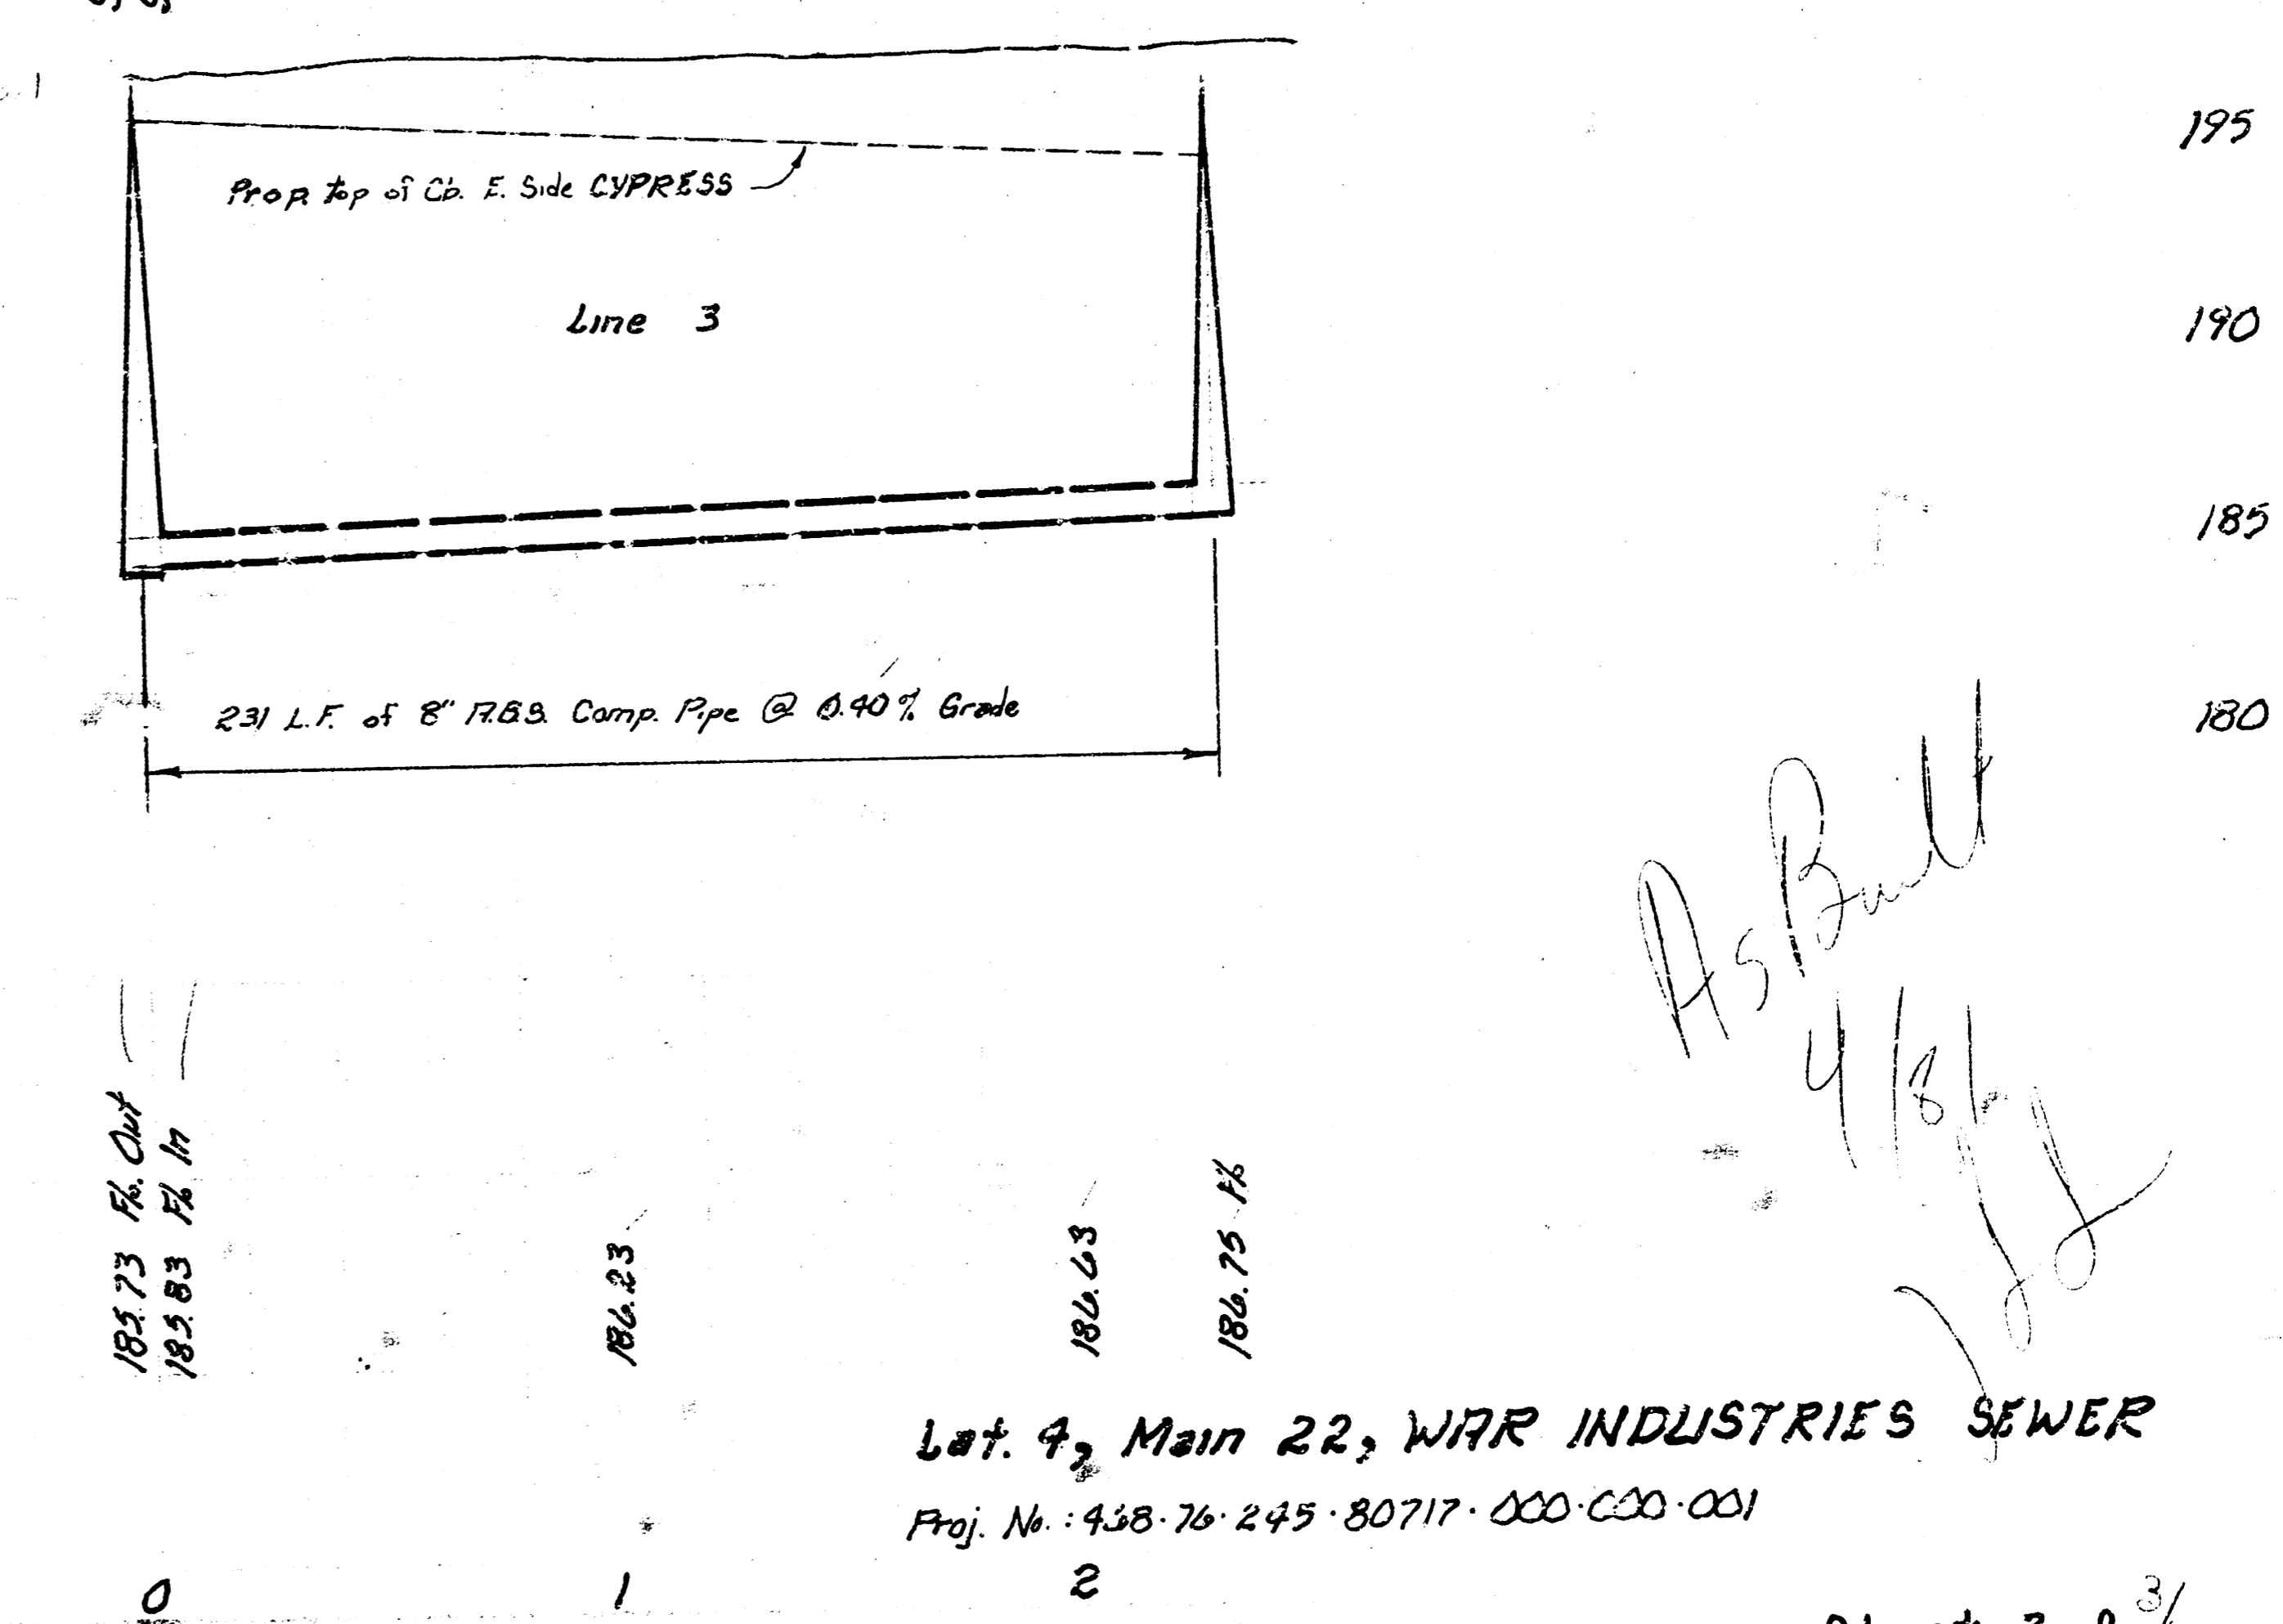 195
Prop. top of Cb. E. Side CYPRESS
Line 3
190
185
231 L.F. of 8" A.B.S. Comp. Pipe @ 0.40% Grade
180
As Built
185.73 FL. Out
185.83 FL In
186.23
186.63
186.75 FL
Lat. 4, Main 22, WAR INDUSTRIES SEWER
Proj. No.: 438·76·245·80717·000·000·001
0 1 2